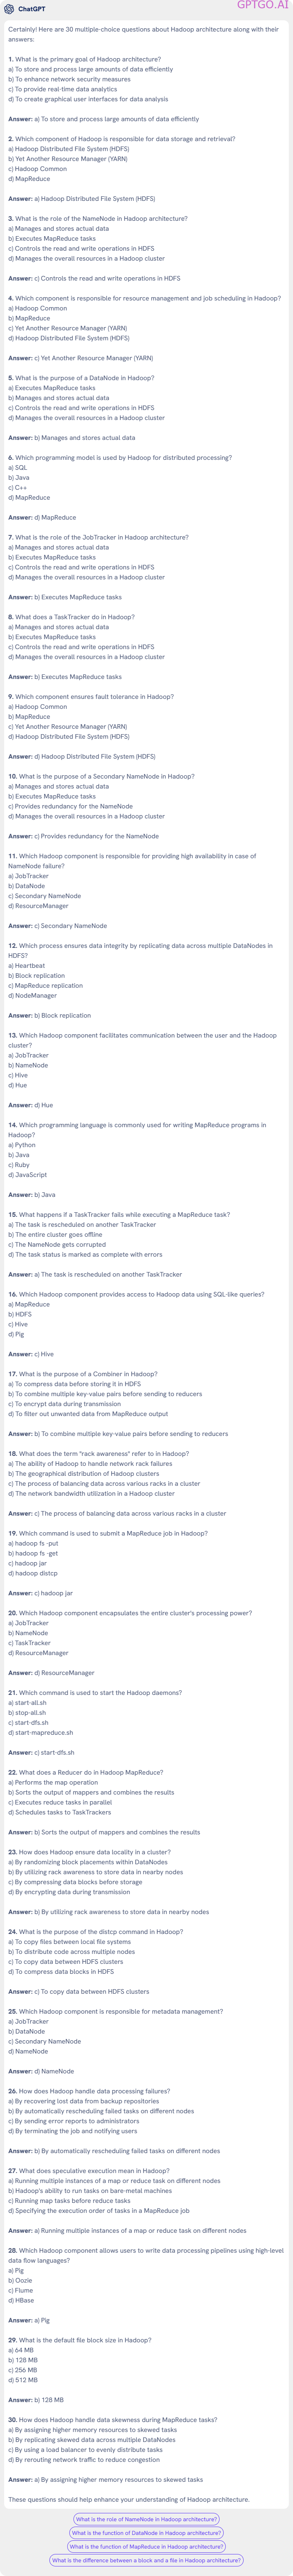 ChatGPT
GPTGO.AI
Certainly! Here are 30 multiple-choice questions about Hadoop architecture along with their
answers:
1. What is the primary goal of Hadoop architecture?
a) To store and process large amounts of data efficiently
b) To enhance network security measures
c) To provide real-time data analytics
d) To create graphical user interfaces for data analysis
Answer: a) To store and process large amounts of data efficiently
2. Which component of Hadoop is responsible for data storage and retrieval?
a) Hadoop Distributed File System (HDFS)
b) Yet Another Resource Manager (YARN)
c) Hadoop Common
d) MapReduce
Answer: a) Hadoop Distributed File System (HDFS)
3. What is the role of the NameNode in Hadoop architecture?
a) Manages and stores actual data
b) Executes MapReduce tasks
c) Controls the read and write operations in HDFS
d) Manages the overall resources in a Hadoop cluster
Answer: c) Controls the read and write operations in HDFS
4. Which component is responsible for resource management and job scheduling in Hadoop?
a) Hadoop Common
b) MapReduce
c) Yet Another Resource Manager (YARN)
d) Hadoop Distributed File System (HDFS)
Answer: c) Yet Another Resource Manager (YARN)
5. What is the purpose of a DataNode in Hadoop?
a) Executes MapReduce tasks
b) Manages and stores actual data
c) Controls the read and write operations in HDFS
d) Manages the overall resources in a Hadoop cluster
Answer: b) Manages and stores actual data
6. Which programming model is used by Hadoop for distributed processing?
a) SQL
b) Java
c) C++
d) MapReduce
Answer: d) MapReduce
7. What is the role of the JobTracker in Hadoop architecture?
a) Manages and stores actual data
b) Executes MapReduce tasks
c) Controls the read and write operations in HDFS
d) Manages the overall resources in a Hadoop cluster
Answer: b) Executes MapReduce tasks
8. What does a TaskTracker do in Hadoop?
a) Manages and stores actual data
b) Executes MapReduce tasks
c) Controls the read and write operations in HDFS
d) Manages the overall resources in a Hadoop cluster
Answer: b) Executes MapReduce tasks
9. Which component ensures fault tolerance in Hadoop?
a) Hadoop Common
b) MapReduce
c) Yet Another Resource Manager (YARN)
d) Hadoop Distributed File System (HDFS)
Answer: d) Hadoop Distributed File System (HDFS)
10. What is the purpose of a Secondary NameNode in Hadoop?
a) Manages and stores actual data
b) Executes MapReduce tasks
c) Provides redundancy for the NameNode
d) Manages the overall resources in a Hadoop cluster
Answer: c) Provides redundancy for the NameNode
11. Which Hadoop component is responsible for providing high availability in case of
NameNode failure?
a) JobTracker
b) DataNode
c) Secondary NameNode
d) ResourceManager
Answer: c) Secondary NameNode
12. Which process ensures data integrity by replicating data across multiple DataNodes in
HDFS?
a) Heartbeat
b) Block replication
c) MapReduce replication
d) NodeManager
Answer: b) Block replication
13. Which Hadoop component facilitates communication between the user and the Hadoop
cluster?
a) JobTracker
b) NameNode
c) Hive
d) Hue
Answer: d) Hue
14. Which programming language is commonly used for writing MapReduce programs in
Hadoop?
a) Python
b) Java
c) Ruby
d) JavaScript
Answer: b) Java
15. What happens if a TaskTracker fails while executing a MapReduce task?
a) The task is rescheduled on another TaskTracker
b) The entire cluster goes offline
c) The NameNode gets corrupted
d) The task status is marked as complete with errors
Answer: a) The task is rescheduled on another TaskTracker
16. Which Hadoop component provides access to Hadoop data using SQL-like queries?
a) MapReduce
b) HDFS
c) Hive
d) Pig
Answer: c) Hive
17. What is the purpose of a Combiner in Hadoop?
a) To compress data before storing it in HDFS
b) To combine multiple key-value pairs before sending to reducers
c) To encrypt data during transmission
d) To filter out unwanted data from MapReduce output
Answer: b) To combine multiple key-value pairs before sending to reducers
18. What does the term "rack awareness" refer to in Hadoop?
a) The ability of Hadoop to handle network rack failures
b) The geographical distribution of Hadoop clusters
c) The process of balancing data across various racks in a cluster
d) The network bandwidth utilization in a Hadoop cluster
Answer: c) The process of balancing data across various racks in a cluster
19. Which command is used to submit a MapReduce job in Hadoop?
a) hadoop fs -put
b) hadoop fs -get
c) hadoop jar
d) hadoop distcp
Answer: c) hadoop jar
20. Which Hadoop component encapsulates the entire cluster's processing power?
a) JobTracker
b) NameNode
c) TaskTracker
d) ResourceManager
Answer: d) ResourceManager
21. Which command is used to start the Hadoop daemons?
a) start-all.sh
b) stop-all.sh
c) start-dfs.sh
d) start-mapreduce.sh
Answer: c) start-dfs.sh
22. What does a Reducer do in Hadoop MapReduce?
a) Performs the map operation
b) Sorts the output of mappers and combines the results
c) Executes reduce tasks in parallel
d) Schedules tasks to TaskTrackers
Answer: b) Sorts the output of mappers and combines the results
23. How does Hadoop ensure data locality in a cluster?
a) By randomizing block placements within DataNodes
b) By utilizing rack awareness to store data in nearby nodes
c) By compressing data blocks before storage
d) By encrypting data during transmission
Answer: b) By utilizing rack awareness to store data in nearby nodes
24. What is the purpose of the distcp command in Hadoop?
a) To copy files between local file systems
b) To distribute code across multiple nodes
c) To copy data between HDFS clusters
d) To compress data blocks in HDFS
Answer: c) To copy data between HDFS clusters
25. Which Hadoop component is responsible for metadata management?
a) JobTracker
b) DataNode
c) Secondary NameNode
d) NameNode
Answer: d) NameNode
26. How does Hadoop handle data processing failures?
a) By recovering lost data from backup repositories
b) By automatically rescheduling failed tasks on different nodes
c) By sending error reports to administrators
d) By terminating the job and notifying users
Answer: b) By automatically rescheduling failed tasks on different nodes
27. What does speculative execution mean in Hadoop?
a) Running multiple instances of a map or reduce task on different nodes
b) Hadoop's ability to run tasks on bare-metal machines
c) Running map tasks before reduce tasks
d) Specifying the execution order of tasks in a MapReduce job
Answer: a) Running multiple instances of a map or reduce task on different nodes
28. Which Hadoop component allows users to write data processing pipelines using high-level
data flow languages?
a) Pig
b) Oozie
c) Flume
d) HBase
Answer: a) Pig
29. What is the default file block size in Hadoop?
a) 64 MB
b) 128 MB
c) 256 MB
d) 512 MB
Answer: b) 128 MB
30. How does Hadoop handle data skewness during MapReduce tasks?
a) By assigning higher memory resources to skewed tasks
b) By replicating skewed data across multiple DataNodes
c) By using a load balancer to evenly distribute tasks
d) By rerouting network traffic to reduce congestion
Answer: a) By assigning higher memory resources to skewed tasks
These questions should help enhance your understanding of Hadoop architecture.
What is the role of NameNode in Hadoop architecture?
What is the function of DataNode in Hadoop architecture?
What is the function of MapReduce in Hadoop architecture?
What is the difference between a block and a file in Hadoop architecture?